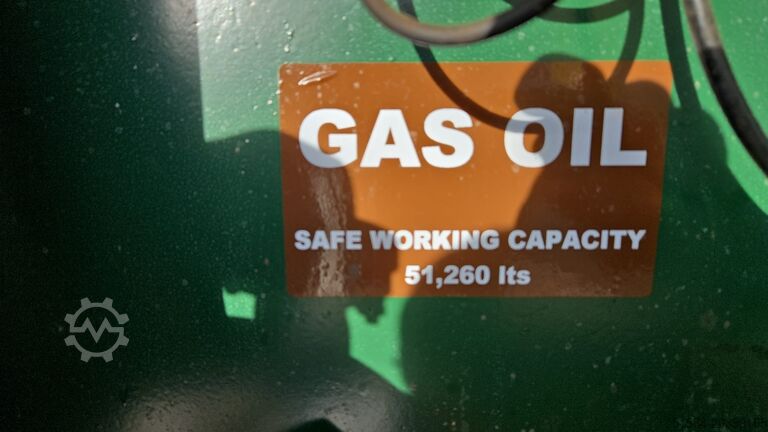 GAS OIL
SAFE WORKING CAPACITY
51,260 lts